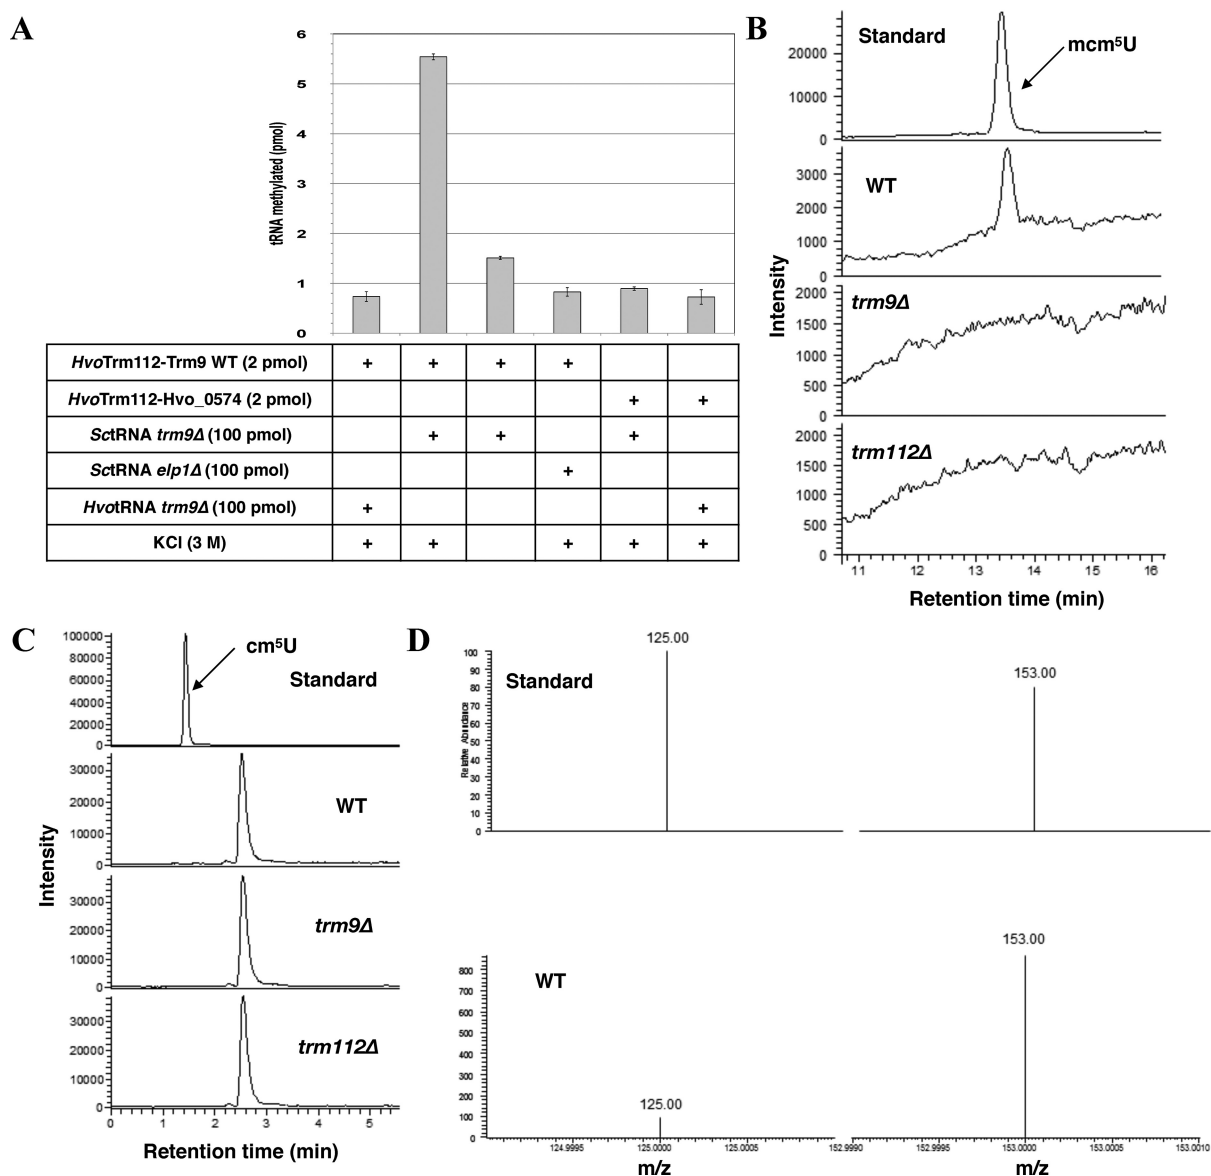 A
6
5
4
3
2
1
0
tRNA methylated (pmol)
HvoTrm112-Trm9 WT (2 pmol) + + + +
HvoTrm112-Hvo_0574 (2 pmol) + +
SctRNA trm9Δ (100 pmol) + + +
SctRNA elp1Δ (100 pmol) +
HvotRNA trm9Δ (100 pmol) + +
KCl (3 M) + + + + +
B
Standard
mcm⁵U
20000
10000
0
WT
3000
2000
1000
0
Intensity
trm9Δ
2000
1500
1000
500
0
trm112Δ
2000
1500
1000
500
0
11 12 13 14 15 16
Retention time (min)
C
cm⁵U
Standard
100000
80000
60000
40000
20000
0
WT
30000
20000
10000
0
Intensity
trm9Δ
30000
20000
10000
0
trm112Δ
30000
20000
10000
0
0 1 2 3 4 5
Retention time (min)
D
125.00
153.00
Standard
100
90
80
70
60
50
40
30
20
10
0
Relative Abundance
WT
153.00
125.00
800
700
600
500
400
300
200
100
0
124.9995 125.0000 125.0005 152.9990 152.9995 153.0000 153.0005 153.0010
m/z m/z